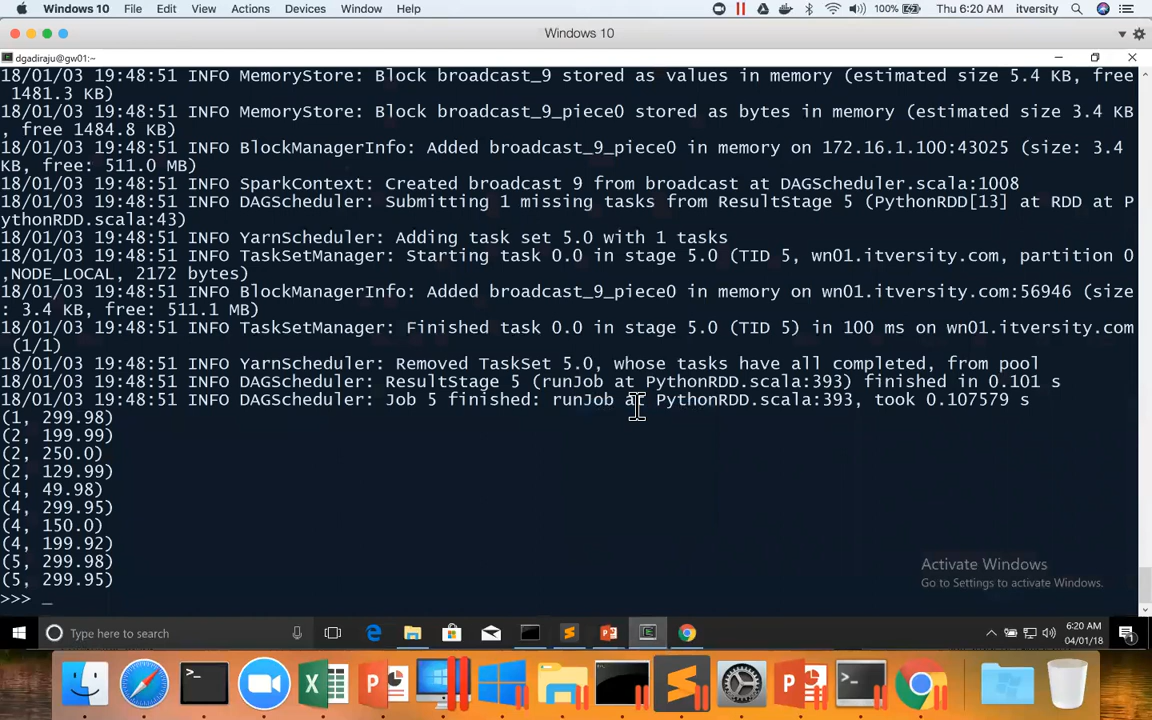 Windows 10 File Edit View Actions Devices Window Help 100% Thu 6:20 AM itversity
Windows 10
dgadiraju@gw01:~
18/01/03 19:48:51 INFO MemoryStore: Block broadcast_9 stored as values in memory (estimated size 5.4 KB, free
1481.3 KB)
18/01/03 19:48:51 INFO MemoryStore: Block broadcast_9_piece0 stored as bytes in memory (estimated size 3.4 KB
, free 1484.8 KB)
18/01/03 19:48:51 INFO BlockManagerInfo: Added broadcast_9_piece0 in memory on 172.16.1.100:43025 (size: 3.4
KB, free: 511.0 MB)
18/01/03 19:48:51 INFO SparkContext: Created broadcast 9 from broadcast at DAGScheduler.scala:1008
18/01/03 19:48:51 INFO DAGScheduler: Submitting 1 missing tasks from ResultStage 5 (PythonRDD[13] at RDD at P
ythonRDD.scala:43)
18/01/03 19:48:51 INFO YarnScheduler: Adding task set 5.0 with 1 tasks
18/01/03 19:48:51 INFO TaskSetManager: Starting task 0.0 in stage 5.0 (TID 5, wn01.itversity.com, partition 0
,NODE_LOCAL, 2172 bytes)
18/01/03 19:48:51 INFO BlockManagerInfo: Added broadcast_9_piece0 in memory on wn01.itversity.com:56946 (size
: 3.4 KB, free: 511.1 MB)
18/01/03 19:48:51 INFO TaskSetManager: Finished task 0.0 in stage 5.0 (TID 5) in 100 ms on wn01.itversity.com
(1/1)
18/01/03 19:48:51 INFO YarnScheduler: Removed TaskSet 5.0, whose tasks have all completed, from pool
18/01/03 19:48:51 INFO DAGScheduler: ResultStage 5 (runJob at PythonRDD.scala:393) finished in 0.101 s
18/01/03 19:48:51 INFO DAGScheduler: Job 5 finished: runJob at PythonRDD.scala:393, took 0.107579 s
(1, 299.98)
(2, 199.99)
(2, 250.0)
(2, 129.99)
(4, 49.98)
(4, 299.95)
(4, 150.0)
(4, 199.92)
(5, 299.98)
(5, 299.95)
>>> _
Activate Windows
Go to Settings to activate Windows.
Type here to search
6:20 AM
04/01/18